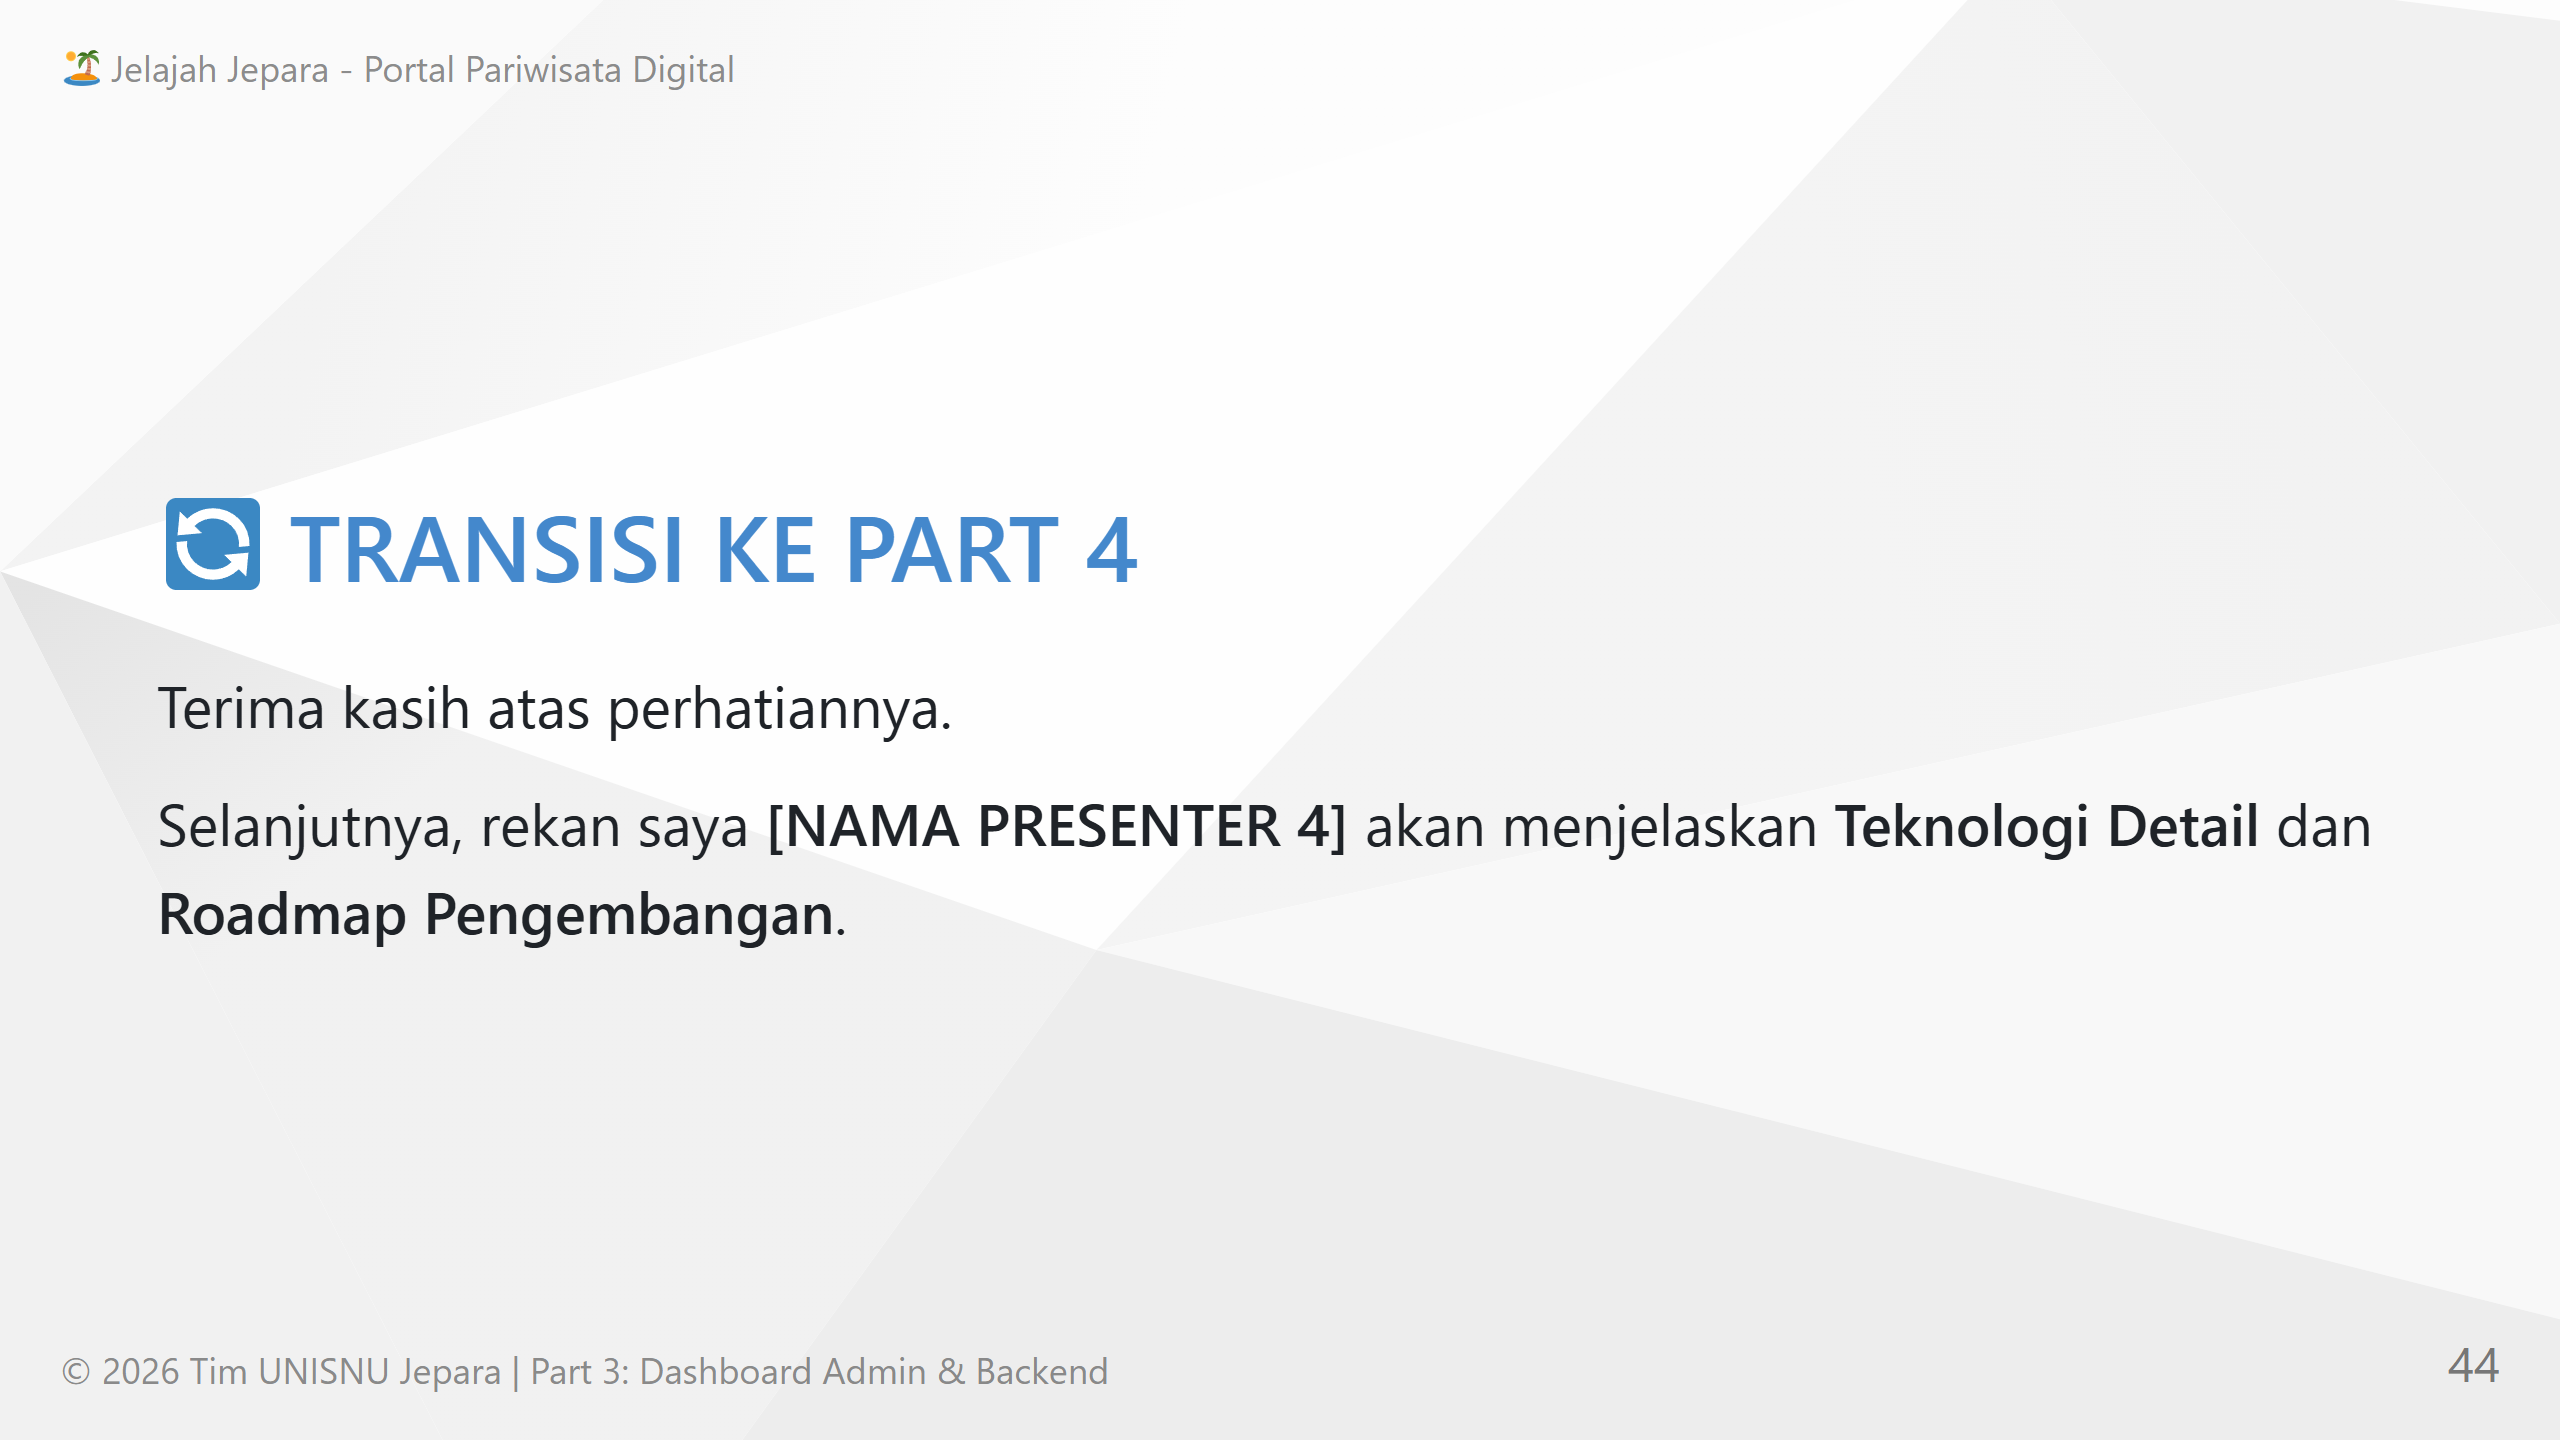 Jelajah Jepara - Portal Pariwisata Digital
TRANSISI KE PART 4
Terima kasih atas perhatiannya.
Selanjutnya, rekan saya [NAMA PRESENTER 4] akan menjelaskan Teknologi Detail dan
Roadmap Pengembangan.
© 2026 Tim UNISNU Jepara | Part 3: Dashboard Admin & Backend
44